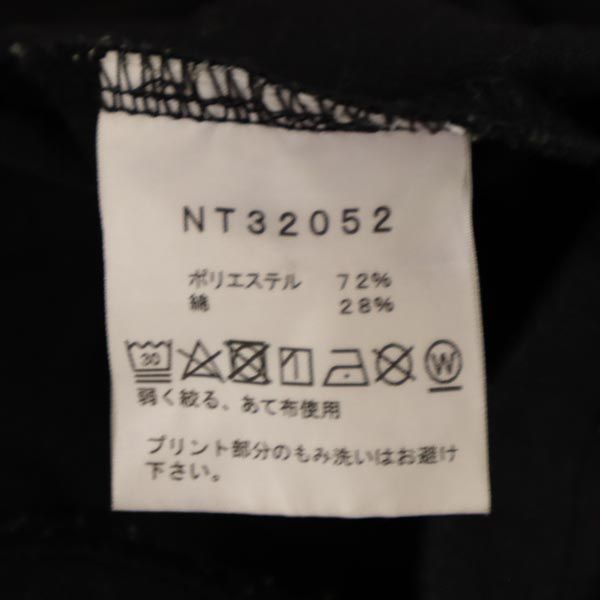 NT32052
ポリエステル 72%
綿 28%
30 W
弱く絞る、あて布使用
プリント部分のもみ洗いはお避け
下さい。